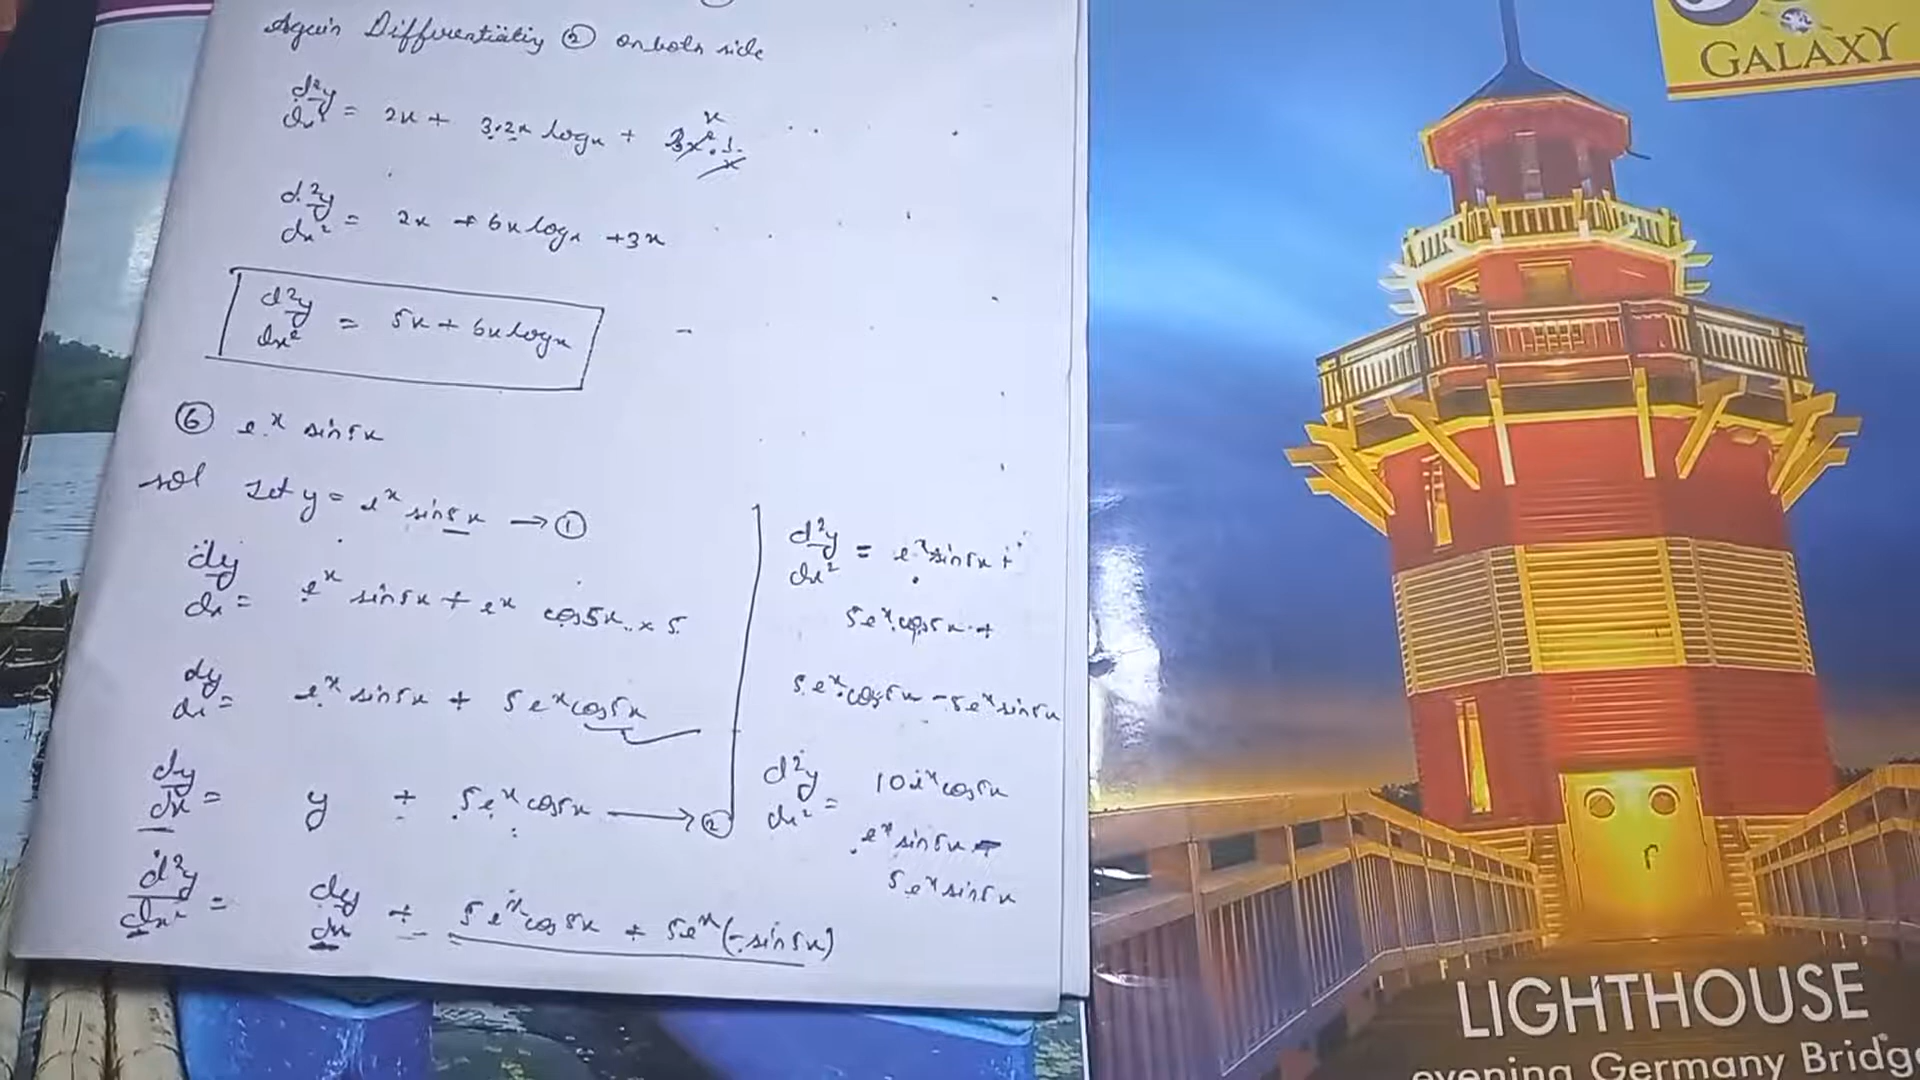 Again Differentiating ② on both side
d²y/dx² = 2x + 3.2x logx + 3x².1/x x
d²y/dx² = 2x + 6x logx + 3x
d²y/dx² = 5x + 6x logx
⑥ eˣ sin5x
sol Let y = eˣ sin5x → ①
dy/dx = eˣ sin5x + eˣ cos5x × 5
dy/dx = eˣ sin5x + 5eˣ cos5x
dy/dx = y + 5eˣ cos5x → ②
d²y/dx² = dy/dx + 5eˣ cos5x + 5eˣ(-sin5x)
d²y/dx² = eˣ sin5x +
5eˣ cos5x +
5eˣ cos5x - 5eˣ sin5x
d²y/dx² = 10eˣ cos5x
eˣ sin5x -
5eˣ sin5x
GALAXY
LIGHTHOUSE
evening Germany Bridg